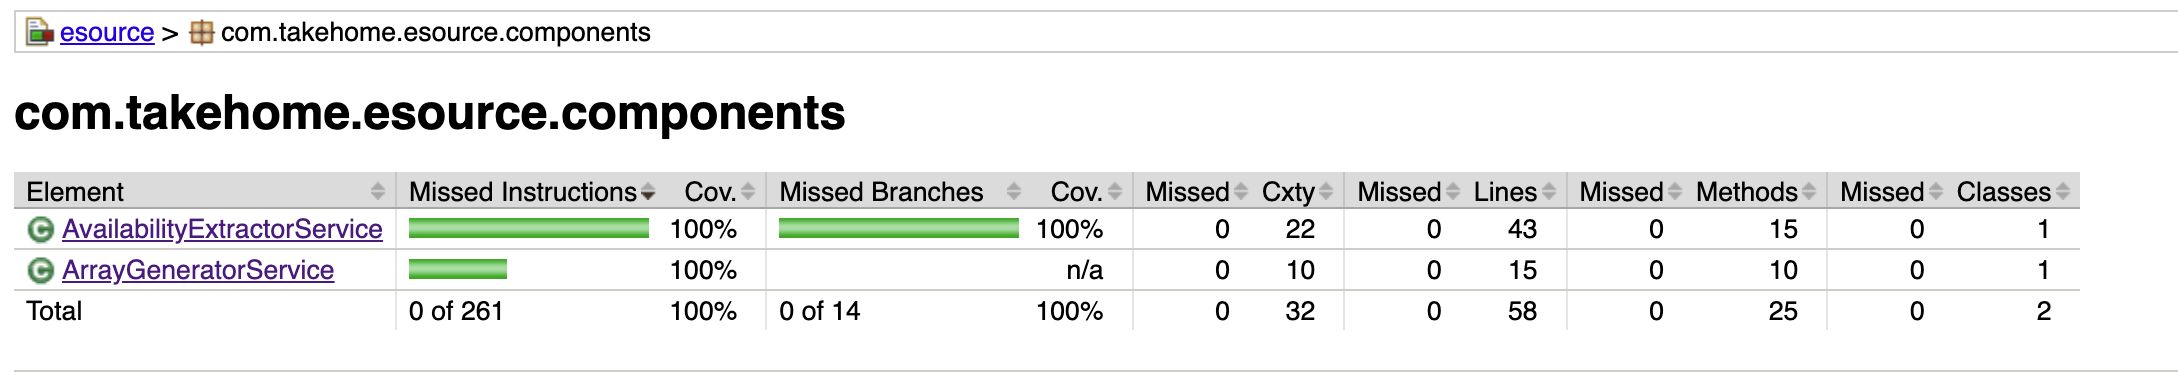 esource > com.takehome.esource.components
com.takehome.esource.components
Element Missed Instructions Cov. Missed Branches Cov. Missed Cxty Missed Lines Missed Methods Missed Classes
C AvailabilityExtractorService 100% 100% 0 22 0 43 0 15 0 1
C ArrayGeneratorService 100% n/a 0 10 0 15 0 10 0 1
Total 0 of 261 100% 0 of 14 100% 0 32 0 58 0 25 0 2